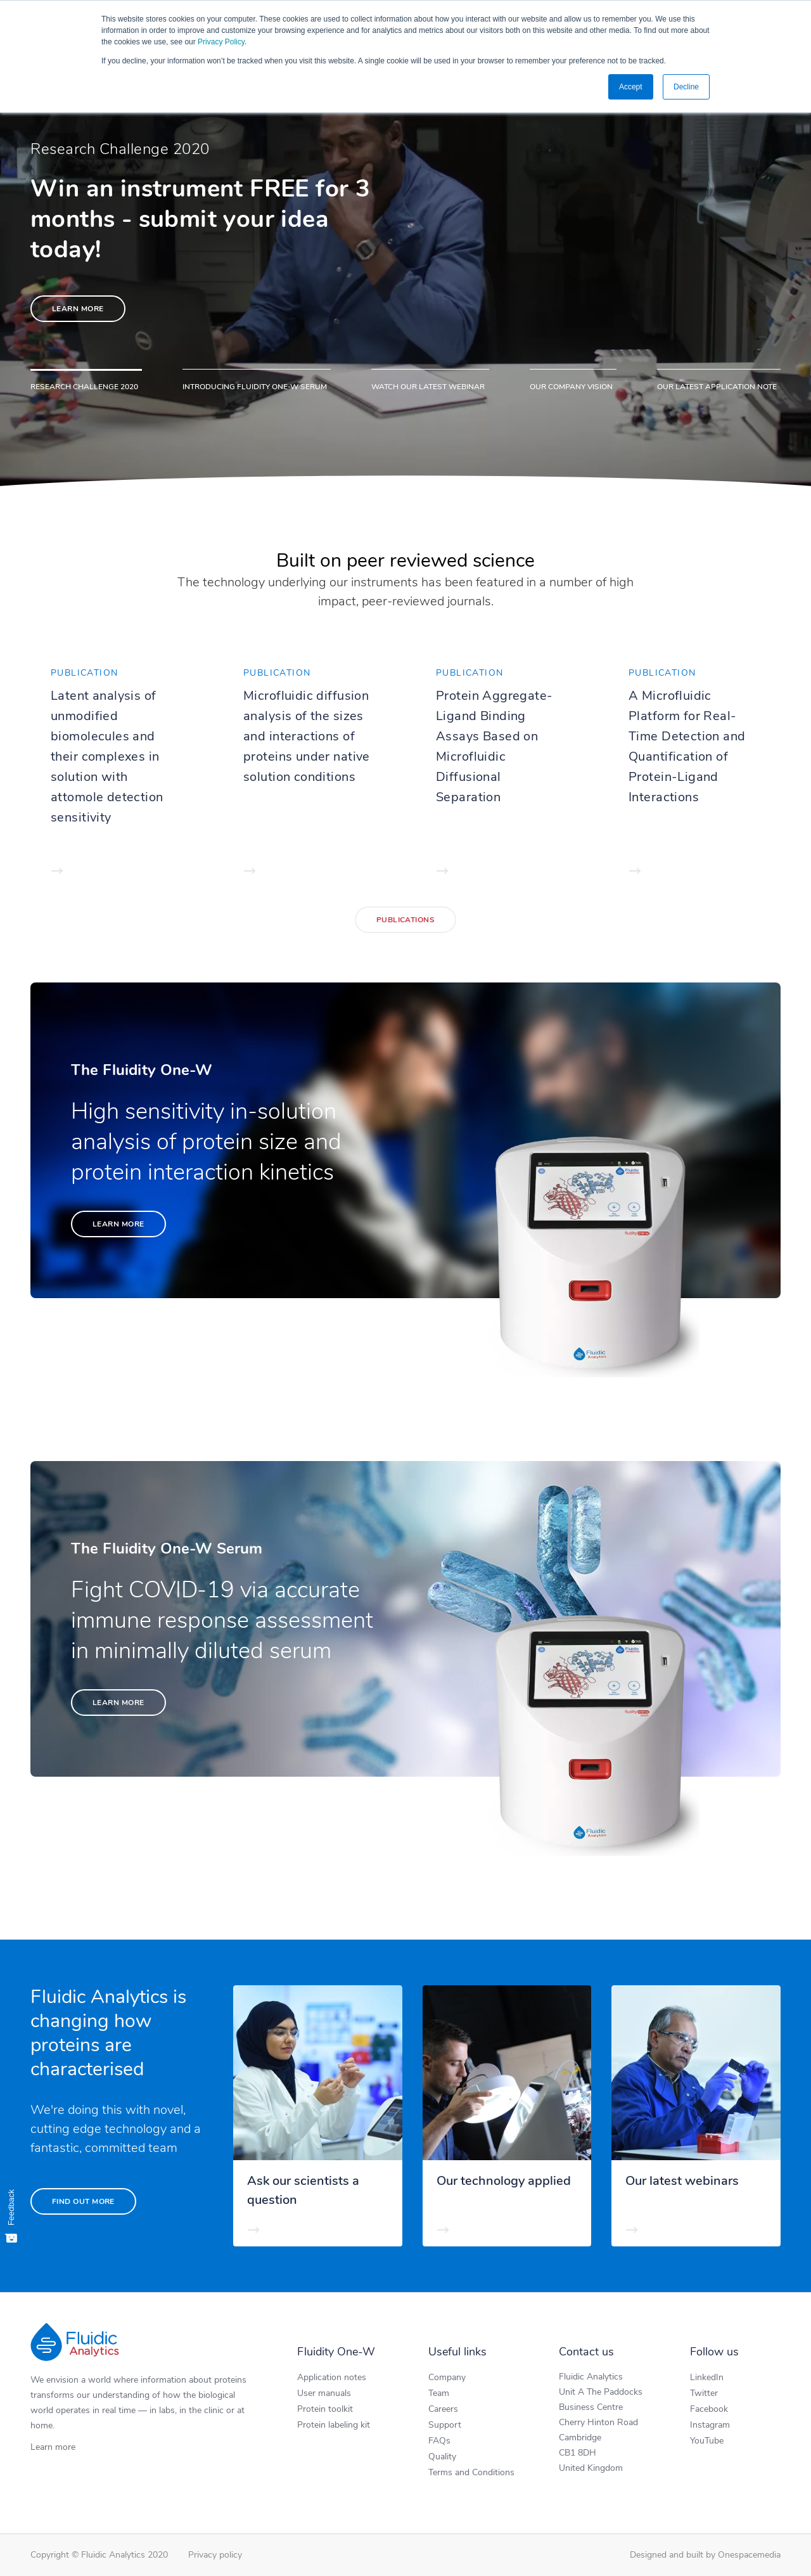 This website stores cookies on your computer. These cookies are used to collect information about how you interact with our website and allow us to remember you. We use this
information in order to improve and customize your browsing experience and for analytics and metrics about our visitors both on this website and other media. To find out more about
the cookies we use, see our Privacy Policy.
If you decline, your information won't be tracked when you visit this website. A single cookie will be used in your browser to remember your preference not to be tracked.
Accept
Decline
Research Challenge 2020
Win an instrument FREE for 3
months - submit your idea
today!
LEARN MORE
RESEARCH CHALLENGE 2020
INTRODUCING FLUIDITY ONE-W SERUM
WATCH OUR LATEST WEBINAR
OUR COMPANY VISION
OUR LATEST APPLICATION NOTE
Built on peer reviewed science
The technology underlying our instruments has been featured in a number of high
impact, peer-reviewed journals.
PUBLICATION
Latent analysis of
unmodified
biomolecules and
their complexes in
solution with
attomole detection
sensitivity
PUBLICATION
Microfluidic diffusion
analysis of the sizes
and interactions of
proteins under native
solution conditions
PUBLICATION
Protein Aggregate-
Ligand Binding
Assays Based on
Microfluidic
Diffusional
Separation
PUBLICATION
A Microfluidic
Platform for Real-
Time Detection and
Quantification of
Protein-Ligand
Interactions
PUBLICATIONS
The Fluidity One-W
High sensitivity in-solution
analysis of protein size and
protein interaction kinetics
LEARN MORE
Fluidic
Analytics
The Fluidity One-W Serum
Fight COVID-19 via accurate
immune response assessment
in minimally diluted serum
LEARN MORE
Fluidic
Analytics
Fluidic Analytics is
changing how
proteins are
characterised
We're doing this with novel,
cutting edge technology and a
fantastic, committed team
FIND OUT MORE
Ask our scientists a
question
Our technology applied
Our latest webinars
Feedback
Fluidic
Analytics
We envision a world where information about proteins
transforms our understanding of how the biological
world operates in real time — in labs, in the clinic or at
home.
Learn more
Fluidity One-W
Application notes
User manuals
Protein toolkit
Protein labeling kit
Useful links
Company
Team
Careers
Support
FAQs
Quality
Terms and Conditions
Contact us
Fluidic Analytics
Unit A The Paddocks
Business Centre
Cherry Hinton Road
Cambridge
CB1 8DH
United Kingdom
Follow us
LinkedIn
Twitter
Facebook
Instagram
YouTube
Copyright © Fluidic Analytics 2020
Privacy policy
Designed and built by Onespacemedia